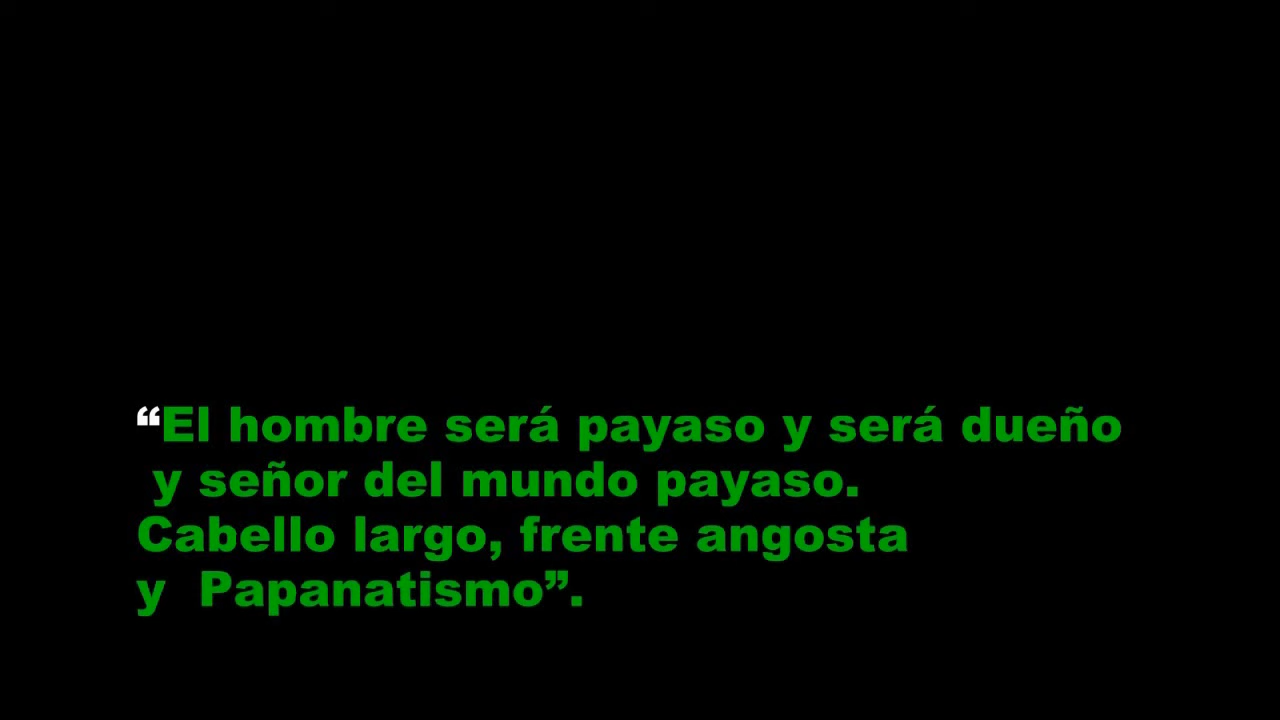 “El hombre será payaso y será dueño
y señor del mundo payaso.
Cabello largo, frente angosta
y Papanatismo”.